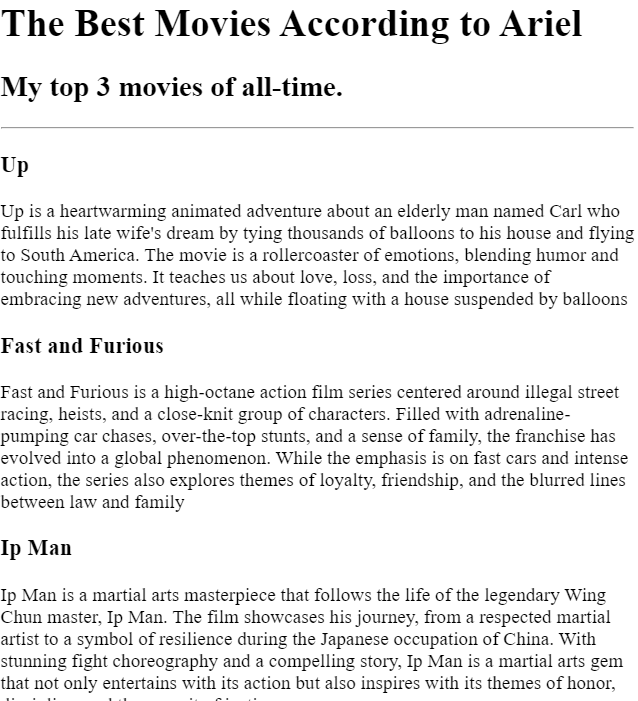 The Best Movies According to Ariel
My top 3 movies of all-time.
Up
Up is a heartwarming animated adventure about an elderly man named Carl who
fulfills his late wife's dream by tying thousands of balloons to his house and flying
to South America. The movie is a rollercoaster of emotions, blending humor and
touching moments. It teaches us about love, loss, and the importance of
embracing new adventures, all while floating with a house suspended by balloons
Fast and Furious
Fast and Furious is a high-octane action film series centered around illegal street
racing, heists, and a close-knit group of characters. Filled with adrenaline-
pumping car chases, over-the-top stunts, and a sense of family, the franchise has
evolved into a global phenomenon. While the emphasis is on fast cars and intense
action, the series also explores themes of loyalty, friendship, and the blurred lines
between law and family
Ip Man
Ip Man is a martial arts masterpiece that follows the life of the legendary Wing
Chun master, Ip Man. The film showcases his journey, from a respected martial
artist to a symbol of resilience during the Japanese occupation of China. With
stunning fight choreography and a compelling story, Ip Man is a martial arts gem
that not only entertains with its action but also inspires with its themes of honor,